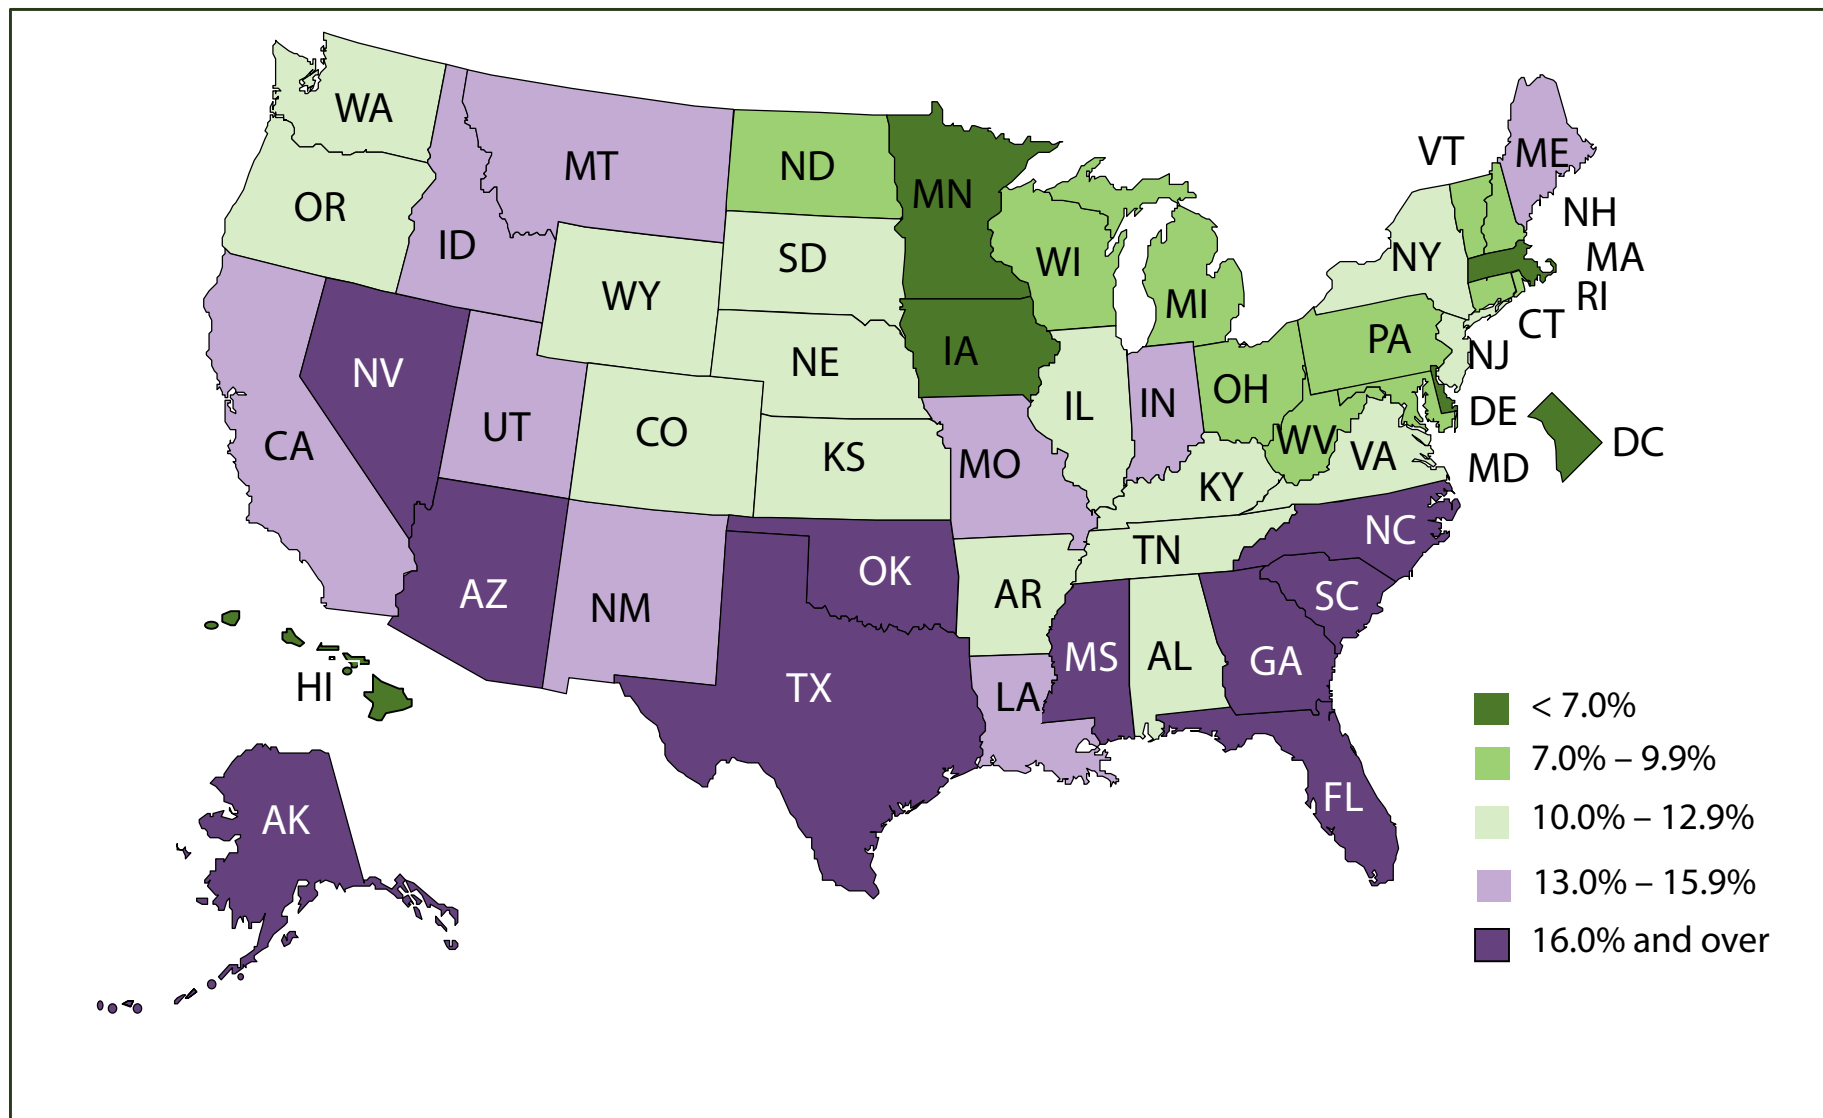 WA
MT
ND
MN
VT
ME
OR
ID
SD
WI
NH
NY
MA
WY
MI
RI
CT
NV
NE
IA
PA
NJ
UT
CO
KS
MO
IL
IN
OH
WV
VA
DE
DC
MD
CA
KY
NC
AZ
NM
OK
AR
TN
SC
HI
TX
LA
MS
AL
GA
AK
FL
< 7.0%
7.0% – 9.9%
10.0% – 12.9%
13.0% – 15.9%
16.0% and over